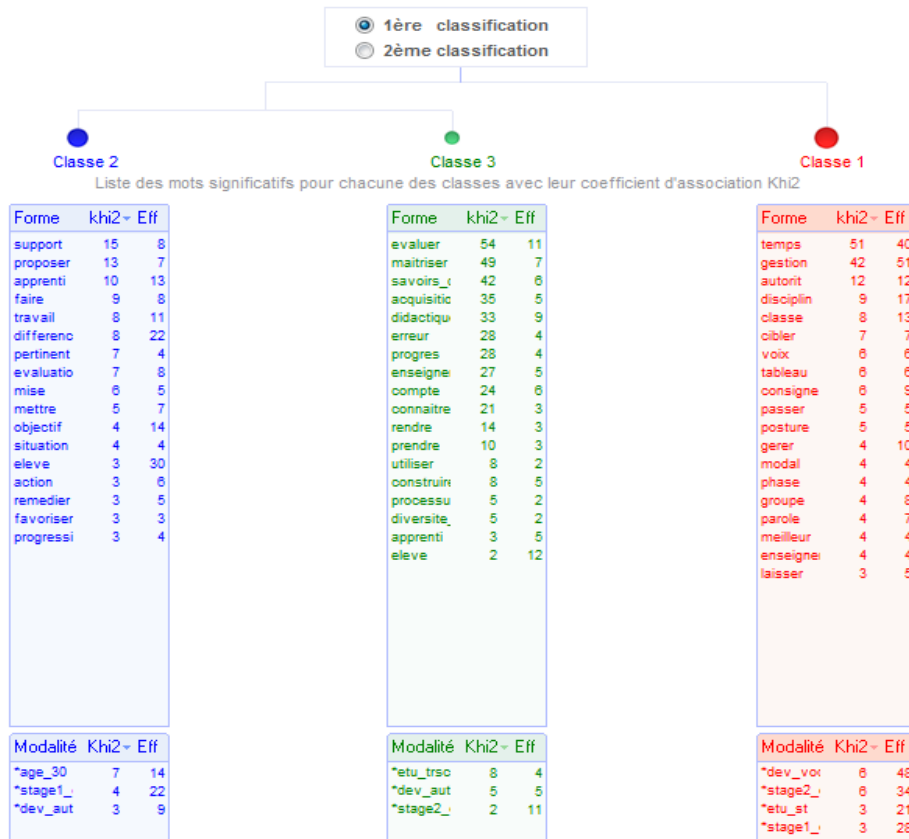 1ère classification
2ème classification
Classe 2
Classe 3
Classe 1
Liste des mots significatifs pour chacune des classes avec leur coefficient d'association Khi2
Forme khi2 Eff
support 15 8
proposer 13 7
apprenti 10 13
faire 9 8
travail 8 11
differenc 8 22
pertinent 7 4
evaluatio 7 8
mise 6 5
mettre 5 7
objectif 4 14
situation 4 4
eleve 3 30
action 3 6
remedier 3 5
favoriser 3 3
progressi 3 4
Modalité Khi2 Eff
*age_30 7 14
*stage1_ 4 22
*dev_aut 3 9
Forme khi2 Eff
evaluer 54 11
maitriser 49 7
savoirs_ 42 6
acquisitic 35 5
didactiqu 33 9
erreur 28 4
progres 28 4
enseigne 27 5
compte 24 6
connaitre 21 3
rendre 14 3
prendre 10 3
utiliser 8 2
construire 8 5
processu 5 2
diversite_ 5 2
apprenti 3 5
eleve 2 12
Modalité Khi2 Eff
*etu_trsc 8 4
*dev_aut 5 5
*stage2_ 2 11
Forme khi2 Eff
temps 51 40
gestion 42 51
autorit 12 12
disciplin 9 17
classe 8 13
cibler 7 7
voix 6 6
tableau 6 6
consigne 6 9
passer 5 5
posture 5 5
gerer 4 10
modal 4 4
phase 4 4
groupe 4 8
parole 4 7
meilleur 4 4
enseigne 4 4
laisser 3 5
Modalité Khi2 Eff
*dev_vo 6 48
*stage2_ 6 34
*etu_st 3 21
*stage1_ 3 28